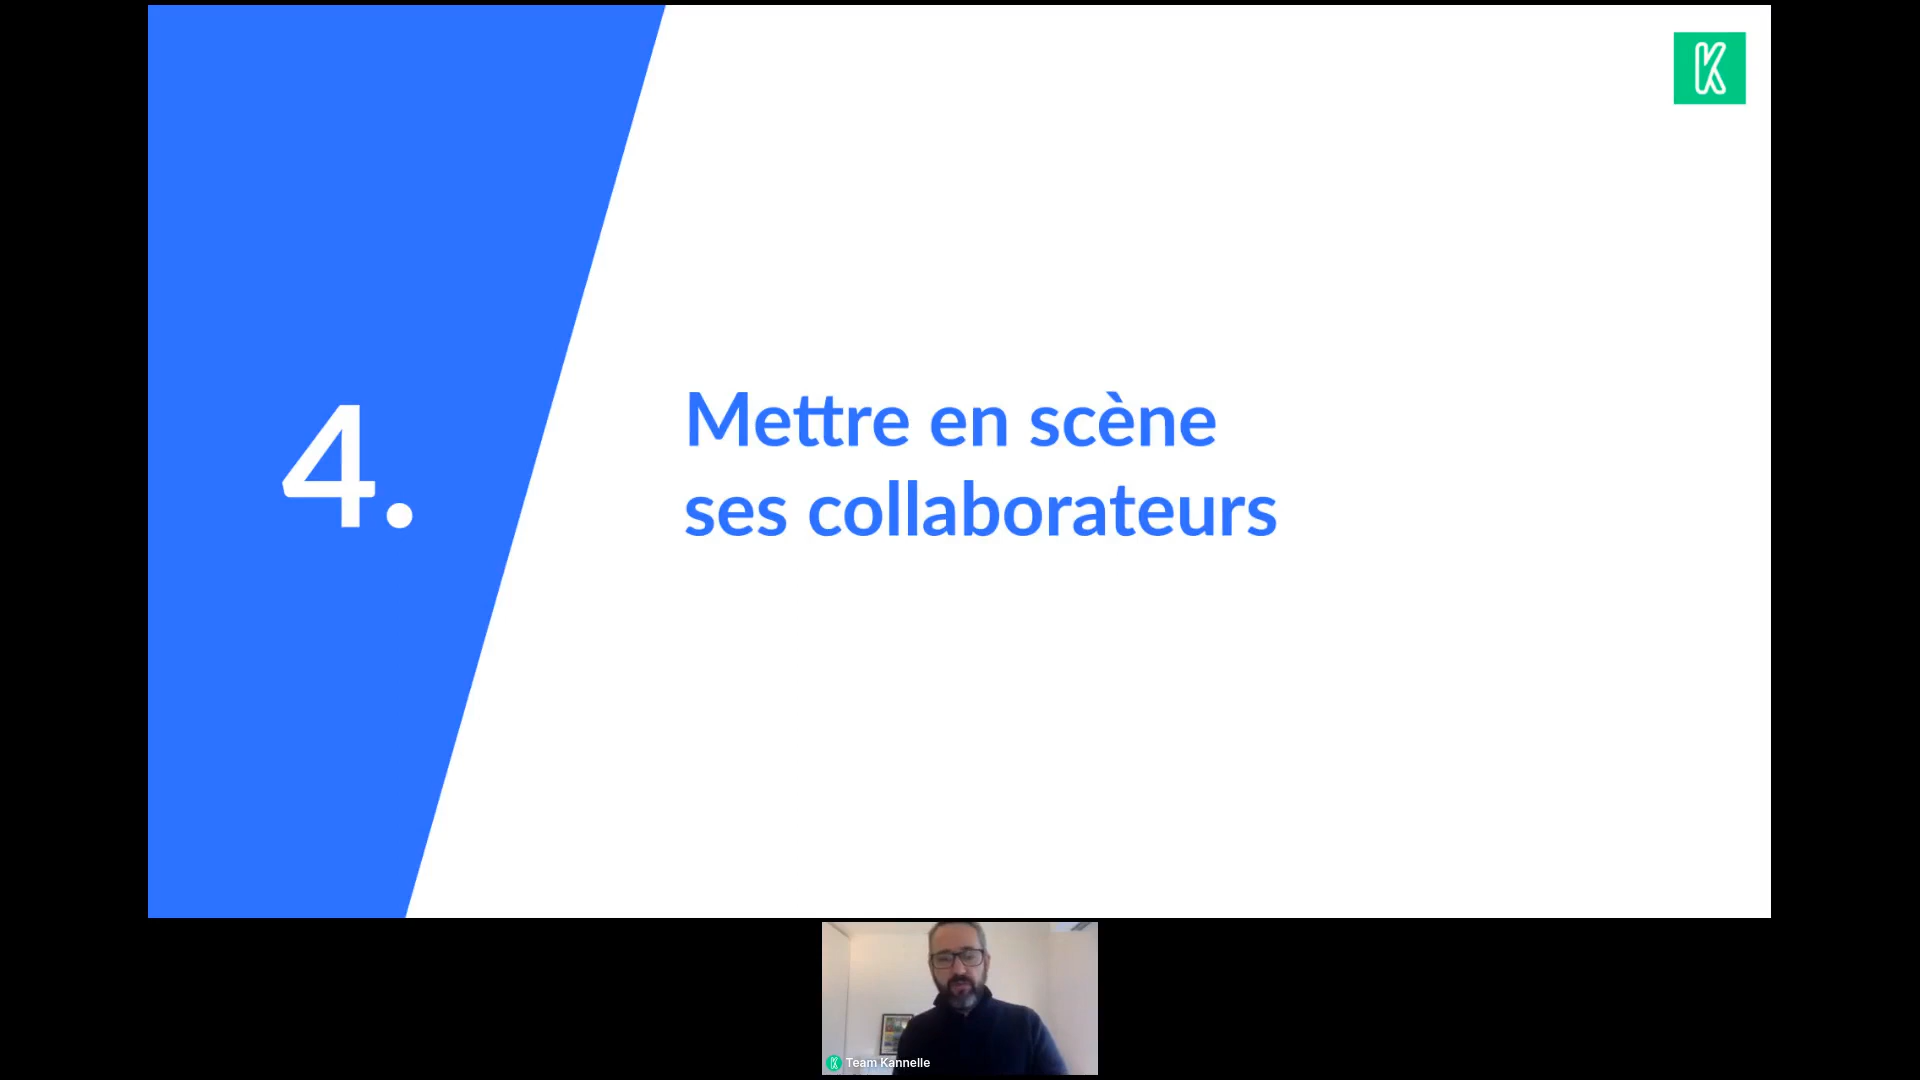 K
4.
Mettre en scène
ses collaborateurs
Team Kannelle